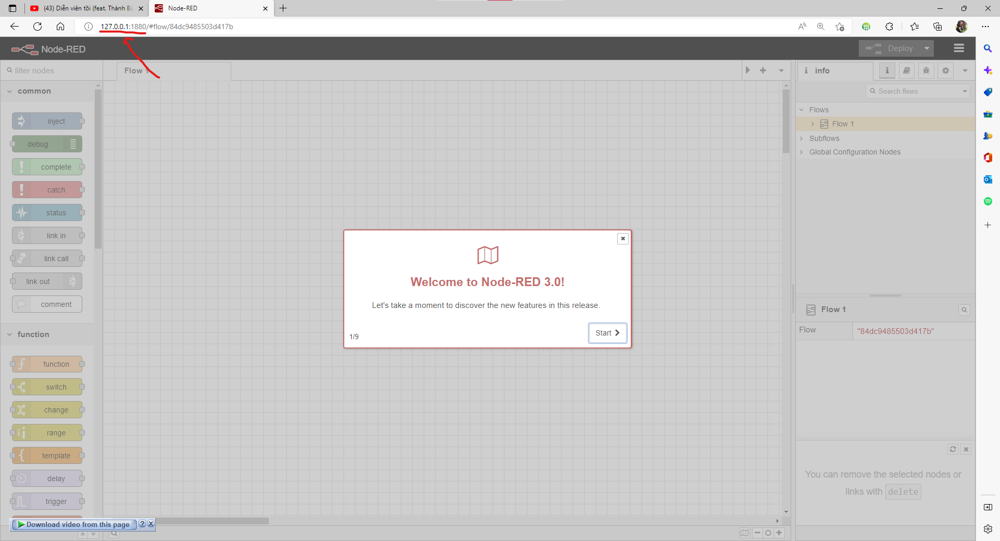 (43) Diễn viên tồi (feat. Thành Bù
Node-RED
127.0.0.1:1880/#flow/84dc9485503d417b
Node-RED
Deploy
filter nodes
Flow 1
info
Search flows
common
inject
debug
complete
catch
status
link in
link call
link out
comment
function
function
switch
change
range
template
delay
trigger
Flows
Flow 1
Subflows
Global Configuration Nodes
Welcome to Node-RED 3.0!
Let's take a moment to discover the new features in this release.
1/9
Start
Flow 1
Flow
"84dc9485503d417b"
You can remove the selected nodes or
links with delete
Download video from this page